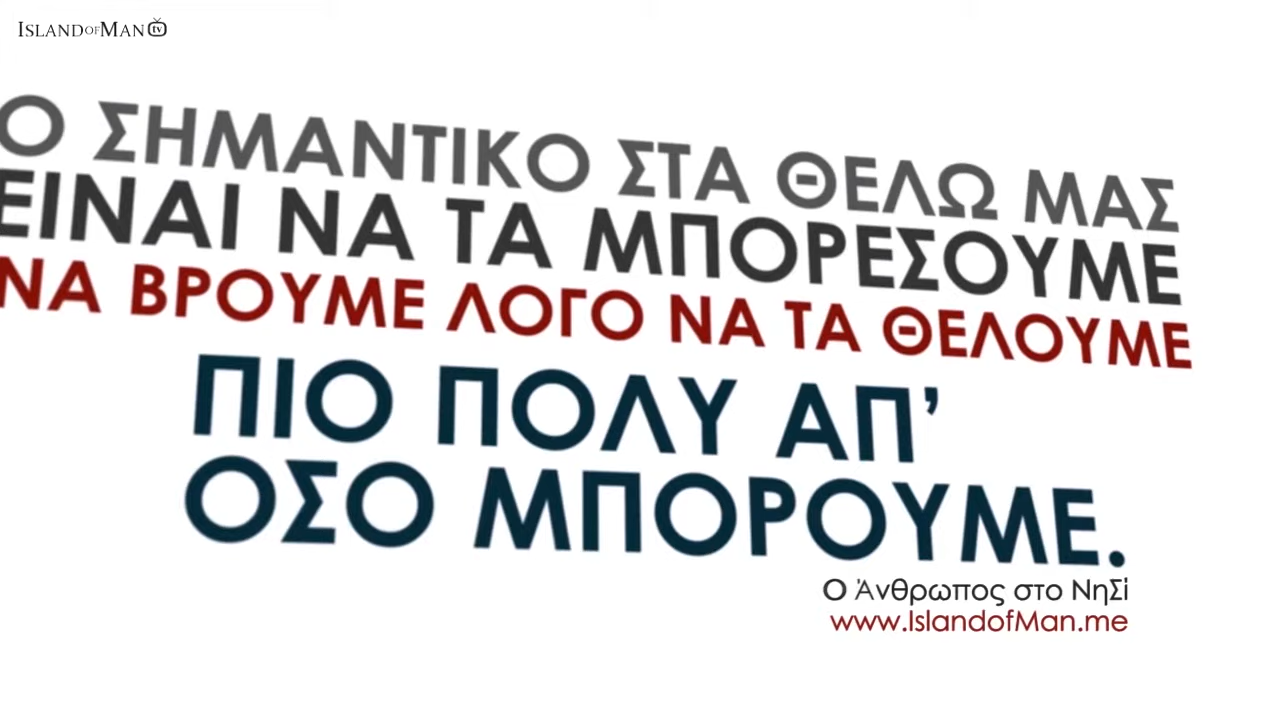 ISLANDOFMAN tv
Ο ΣΗΜΑΝΤΙΚΟ ΣΤΑ ΘΕΛΩ ΜΑΣ
ΕΙΝΑΙ ΝΑ ΤΑ ΜΠΟΡΕΣΟΥΜΕ
ΝΑ ΒΡΟΥΜΕ ΛΟΓΟ ΝΑ ΤΑ ΘΕΛΟΥΜΕ
ΠΙΟ ΠΟΛΥ ΑΠ’
ΟΣΟ ΜΠΟΡΟΥΜΕ.
Ο Άνθρωπος στο ΝηΣί
www.IslandofMan.me